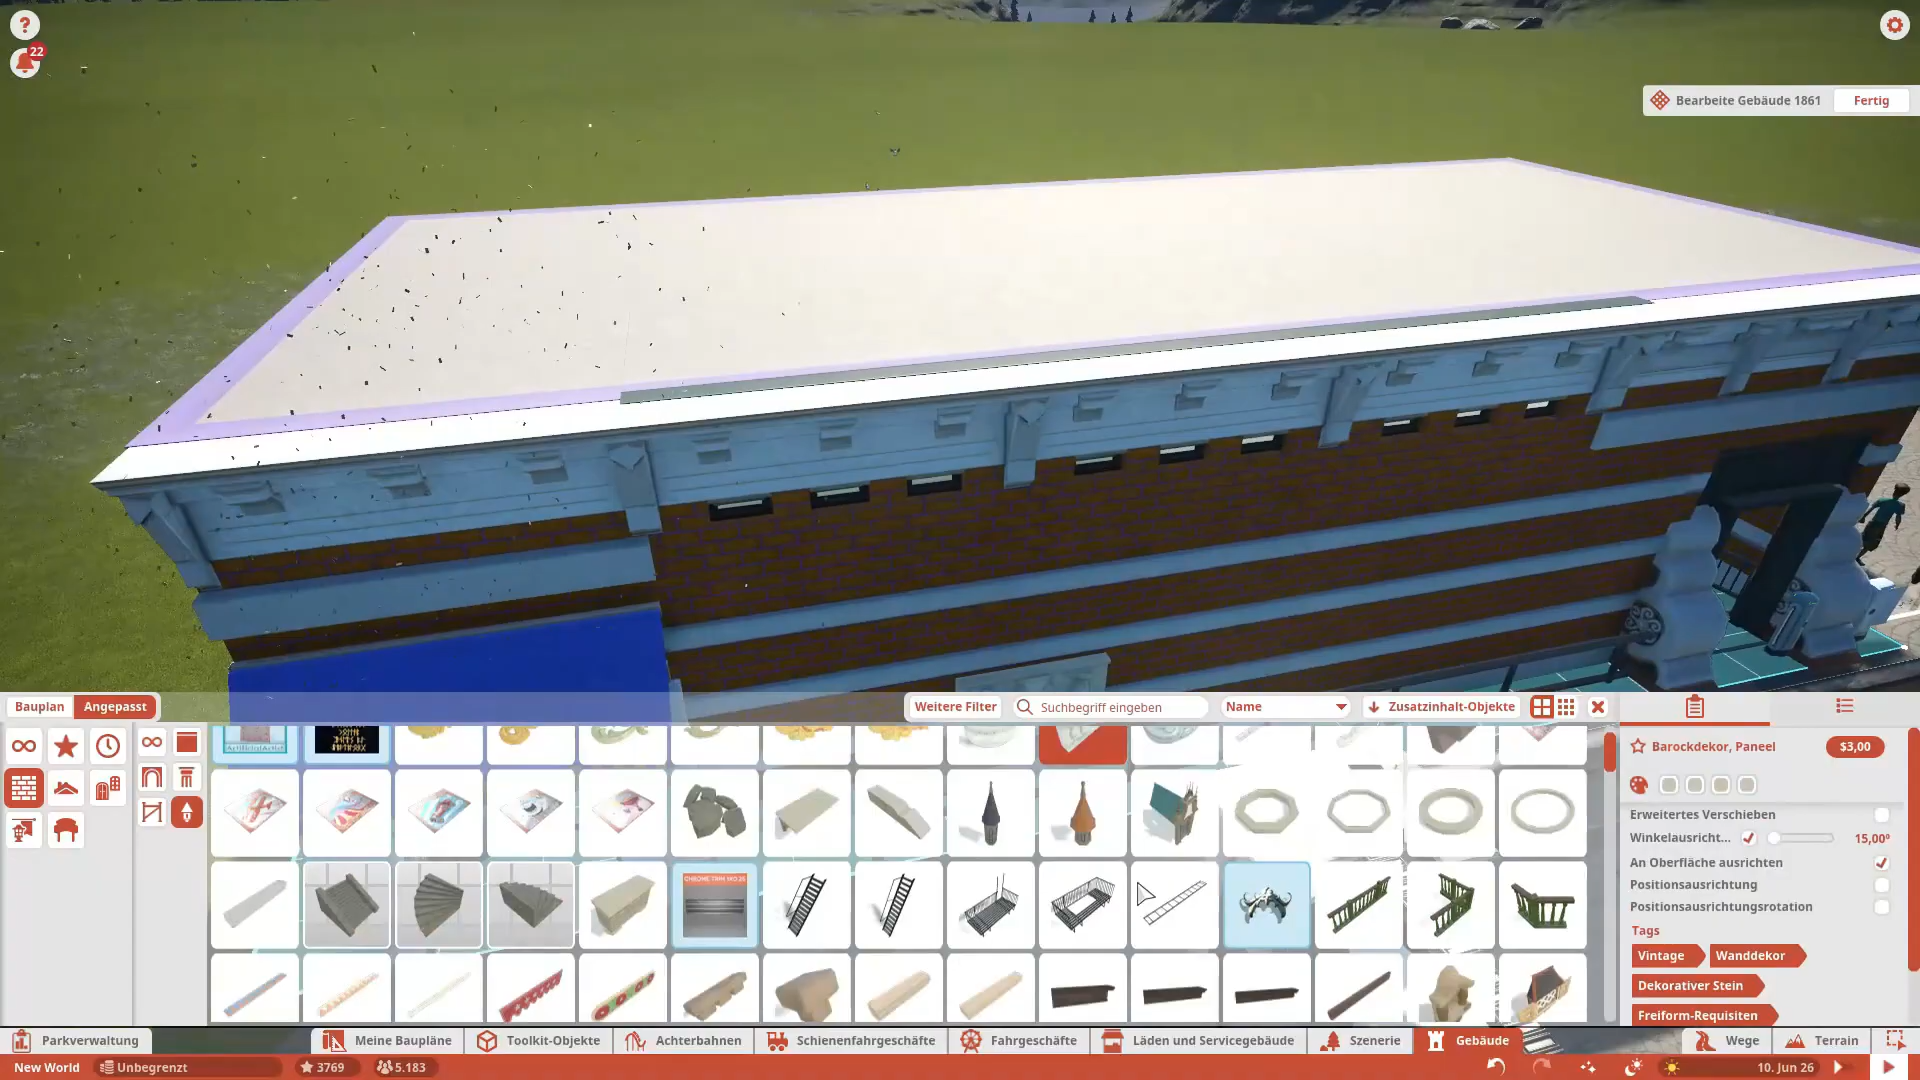 ?
22
Bearbeite Gebäude 1861
Fertig
Bauplan
Angepasst
Weitere Filter
Suchbegriff eingeben
Name
Zusatzinhalt-Objekte
Barockdekor, Paneel
$3,00
Erweitertes Verschieben
Winkelausricht...
15,00°
An Oberfläche ausrichten
Positionsausrichtung
Positionsausrichtungsrotation
Tags
Vintage
Wanddekor
Dekorativer Stein
Freiform-Requisiten
Parkverwaltung
Meine Baupläne
Toolkit-Objekte
Achterbahnen
Schienenfahrgeschäfte
Fahrgeschäfte
Läden und Servicegebäude
Szenerie
Gebäude
Wege
Terrain
New World
Unbegrenzt
3769
5.183
10. Jun 26